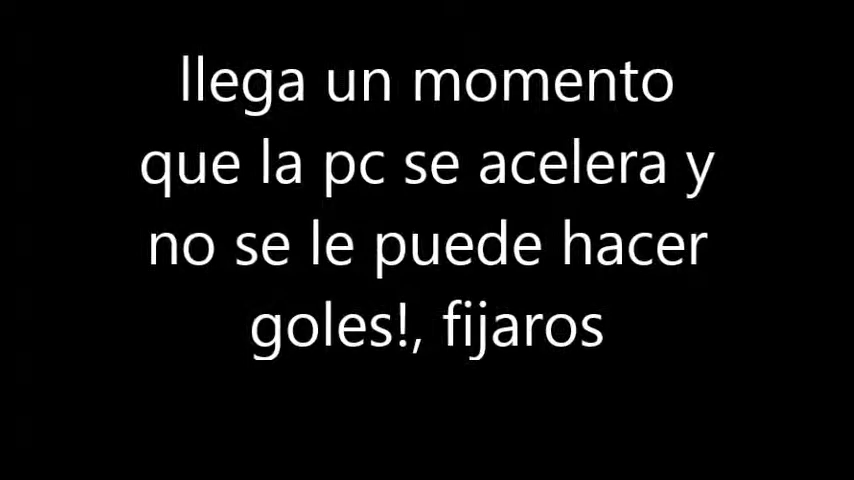 llega un momento
que la pc se acelera y
no se le puede hacer
goles!, fijaros